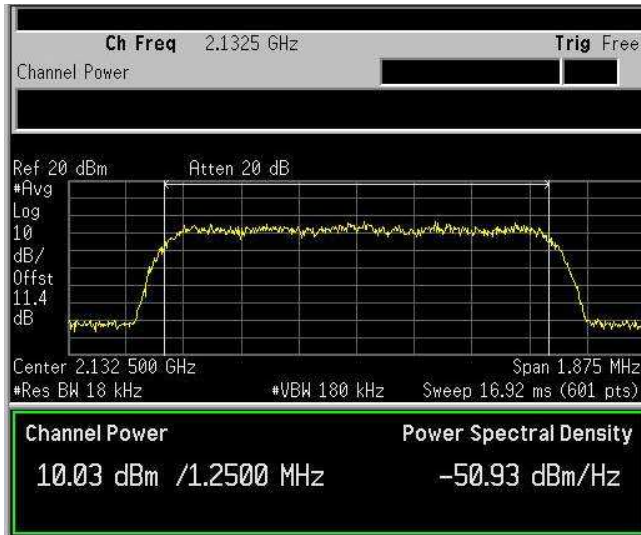 Ch Freq 2.1325 GHz Trig Free
Channel Power
Ref 20 dBm Atten 20 dB
#Avg
Log
10
dB/
Offst
11.4
dB
Center 2.132 500 GHz Span 1.875 MHz
#Res BW 18 kHz #VBW 180 kHz Sweep 16.92 ms (601 pts)
Channel Power Power Spectral Density
10.03 dBm /1.2500 MHz -50.93 dBm/Hz